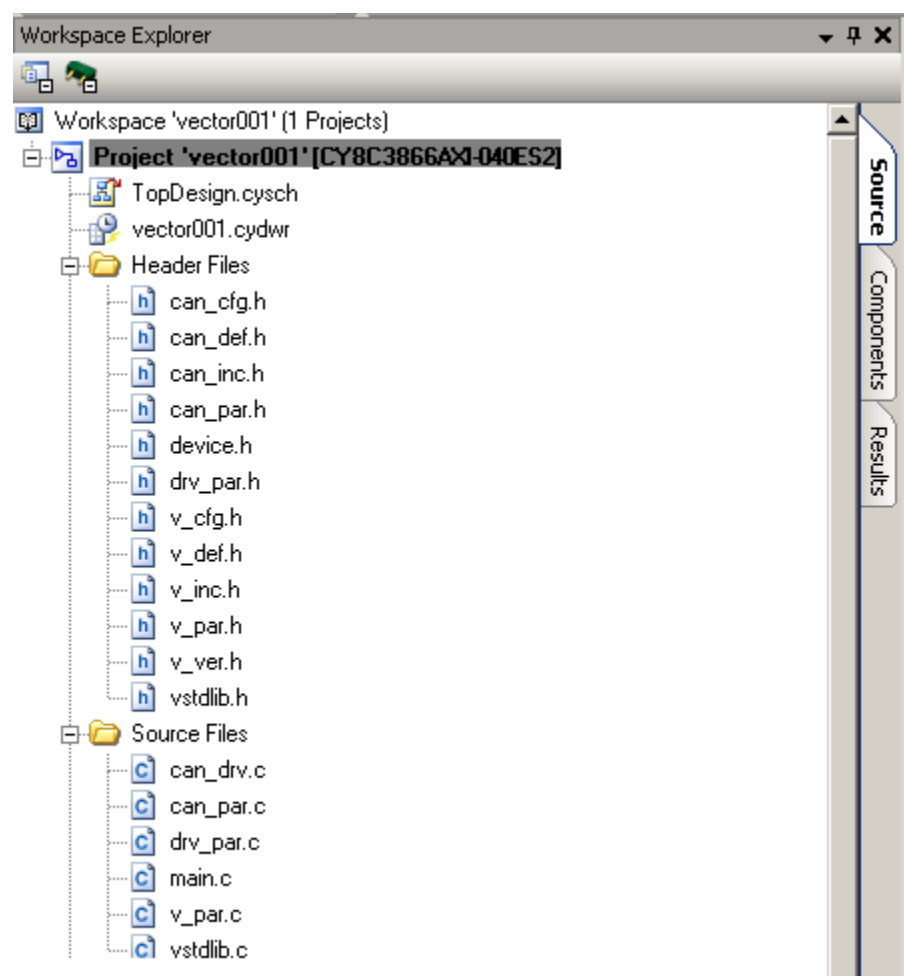 Workspace Explorer
Workspace 'vector001' (1 Projects)
Project 'vector001' [CY8C3866AXI-040ES2]
TopDesign.cysch
vector001.cydwr
Header Files
can_cfg.h
can_def.h
can_inc.h
can_par.h
device.h
drv_par.h
v_cfg.h
v_def.h
v_inc.h
v_par.h
v_ver.h
vstdlib.h
Source Files
can_drv.c
can_par.c
drv_par.c
main.c
v_par.c
vstdlib.c
Source
Components
Results